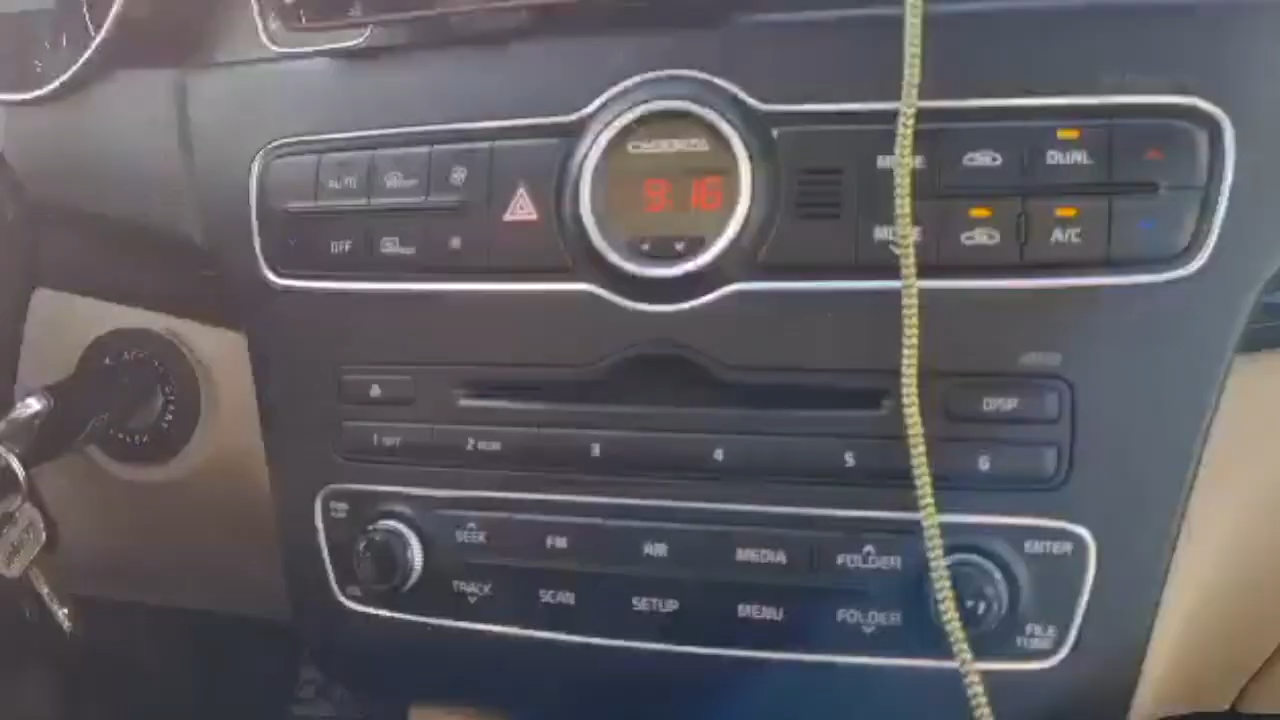 9:16
AUTO
MODE
DUAL
OFF
MODE
A/C
DISP
1
2
3
4
5
6
SEEK
FM
AM
MEDIA
FOLDER
ENTER
TRACK
SCAN
SETUP
MENU
FOLDER
FILE
TUNE